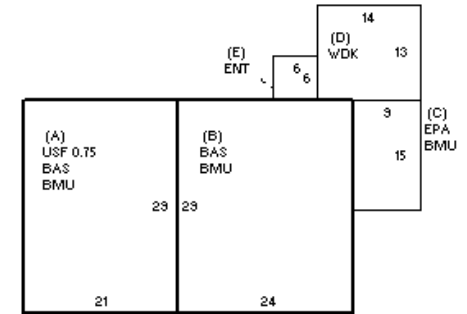 14
(D)
WDK
13
(E)
ENT
6
6
9
(C)
EPA
BMU
15
(A)
USF 0.75
BAS
BMU
(B)
BAS
BMU
29
29
21
24